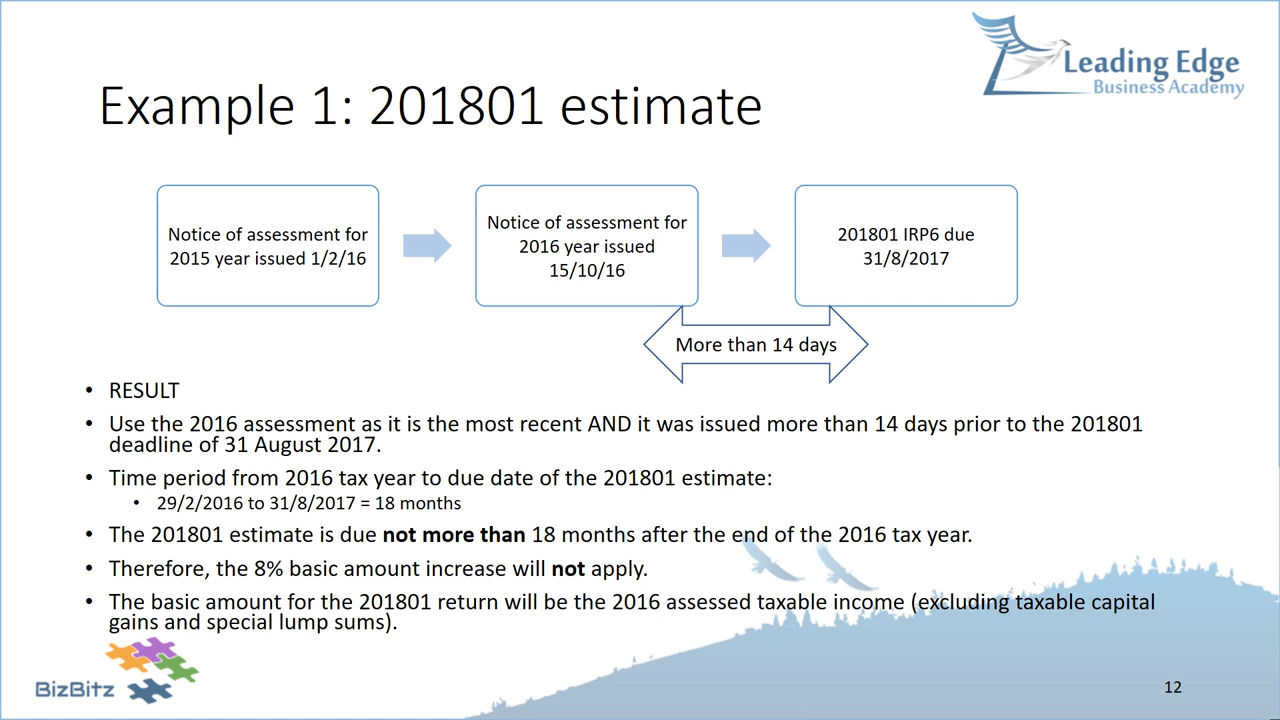 Leading Edge
Business Academy
Example 1: 201801 estimate
Notice of assessment for
2015 year issued 1/2/16
Notice of assessment for
2016 year issued
15/10/16
201801 IRP6 due
31/8/2017
More than 14 days
• RESULT
• Use the 2016 assessment as it is the most recent AND it was issued more than 14 days prior to the 201801
deadline of 31 August 2017.
• Time period from 2016 tax year to due date of the 201801 estimate:
• 29/2/2016 to 31/8/2017 = 18 months
• The 201801 estimate is due not more than 18 months after the end of the 2016 tax year.
• Therefore, the 8% basic amount increase will not apply.
• The basic amount for the 201801 return will be the 2016 assessed taxable income (excluding taxable capital
gains and special lump sums).
BizBitz
12